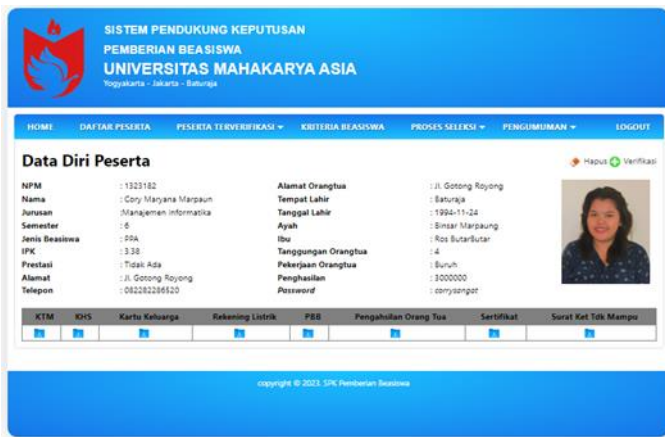 SISTEM PENDUKUNG KEPUTUSAN
PEMBERIAN BEASISWA
UNIVERSITAS MAHAKARYA ASIA
Yogyakarta - Jakarta - Baturaja
HOME DAFTAR PESERTA PESERTA TERVERIFIKASI KRITERIA BEASISWA PROSES SELEKSI PENGUMUMAN LOGOUT
Data Diri Peserta
Hapus Verifikasi
NPM : 1323182 Alamat Orangtua : Jl. Gotong Royong
Nama : Cory Maryana Marpaun Tempat Lahir : Baturaja
Jurusan :Manajemen Informatika Tanggal Lahir : 1994-11-24
Semester : 6 Ayah : Binsar Marpaung
Jenis Beasiswa : PPA Ibu : Ros ButarButar
IPK : 3.38 Tanggungan Orangtua : 4
Prestasi : Tidak Ada Pekerjaan Orangtua : Buruh
Alamat : Jl. Gotong Royong Penghasilan : 3000000
Telepon : 082282286520 Password : corrysangat
KTM KHS Kartu Keluarga Rekening Listrik PBB Pengahsilan Orang Tua Sertifikat Surat Ket Tdk Mampu
copyright © 2023. SPK Pemberian Beasiswa